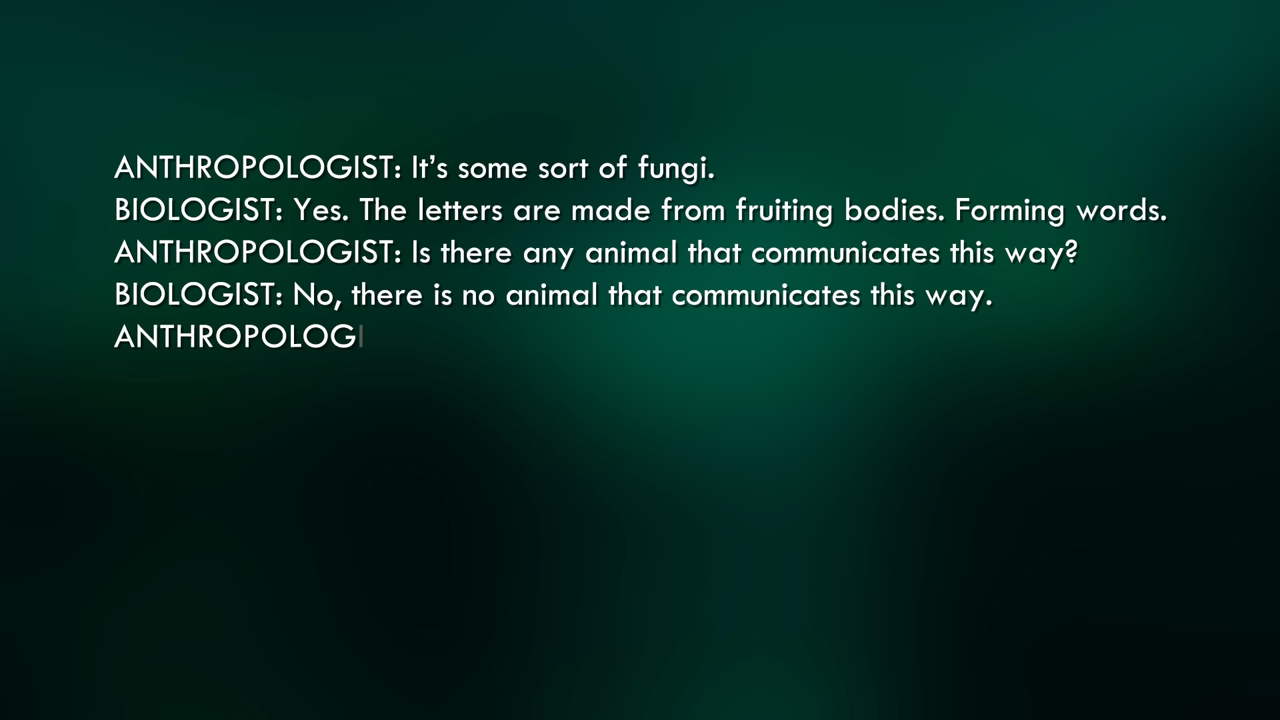 ANTHROPOLOGIST: It’s some sort of fungi.
BIOLOGIST: Yes. The letters are made from fruiting bodies. Forming words.
ANTHROPOLOGIST: Is there any animal that communicates this way?
BIOLOGIST: No, there is no animal that communicates this way.
ANTHROPOLOGI